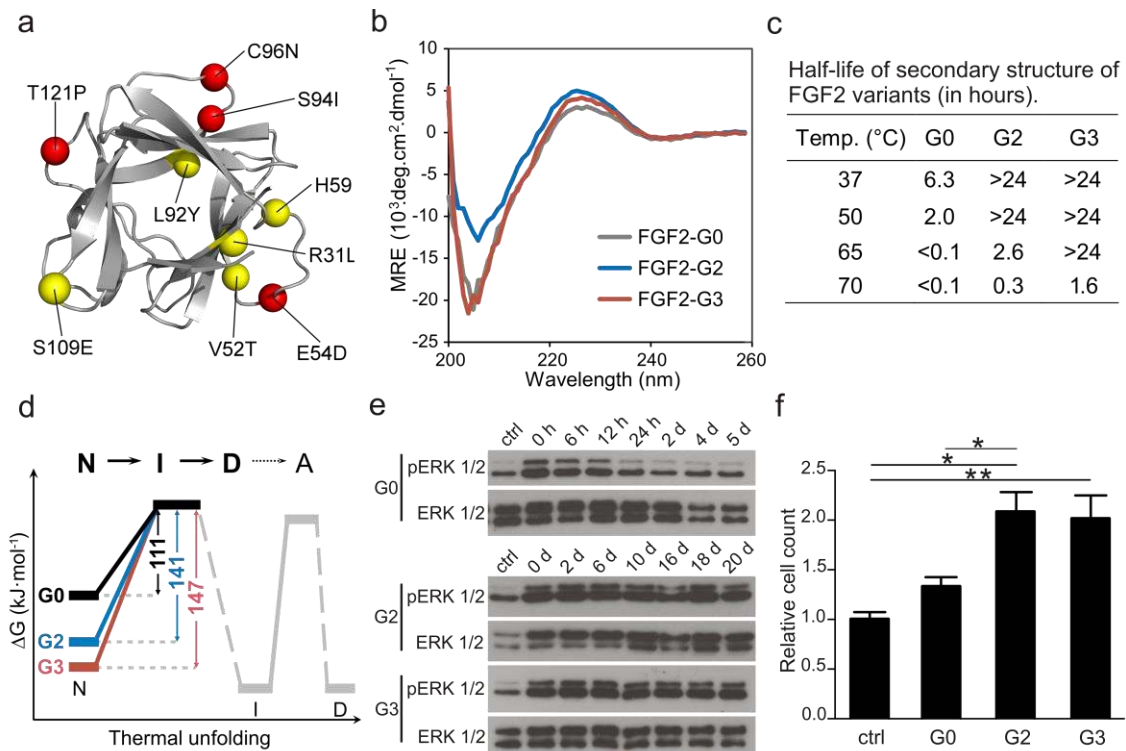 a
C96N
T121P
S94I
H59
L92Y
R31L
S109E
V52T
E54D
b
10
5
0
-5
-10
-15
-20
-25
MRE (10³.deg.cm².dmol⁻¹)
FGF2-G0
FGF2-G2
FGF2-G3
200 220 240 260
Wavelength (nm)
c
Half-life of secondary structure of
FGF2 variants (in hours).
Temp. (°C) G0 G2 G3
37 6.3 >24 >24
50 2.0 >24 >24
65 <0.1 2.6 >24
70 <0.1 0.3 1.6
d
N I D A
ΔG (kJ·mol⁻¹)
111
141
147
G0
G2
G3
N
I D
Thermal unfolding
e
ctrl 0 h 6 h 12 h 24 h 2 d 4 d 5 d
G0
pERK 1/2
ERK 1/2
ctrl 0 d 2 d 6 d 10 d 16 d 18 d 20 d
G2
pERK 1/2
ERK 1/2
G3
pERK 1/2
ERK 1/2
f
*
*
**
2.5
2.0
1.5
1.0
0.5
0
Relative cell count
ctrl G0 G2 G3